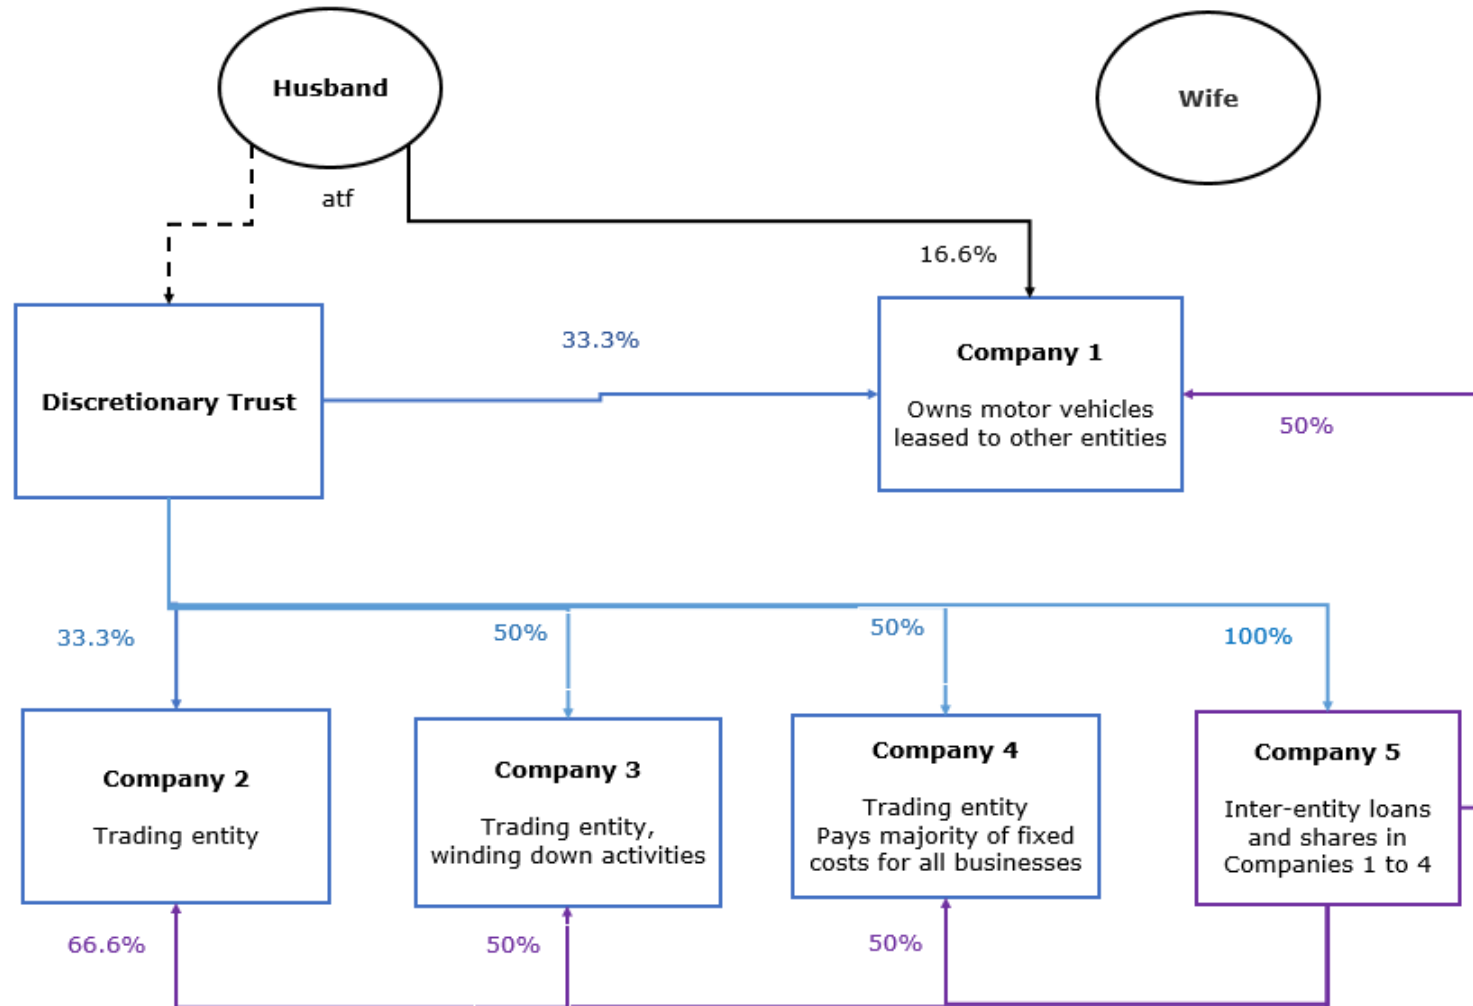 Husband
Wife
atf
16.6%
33.3%
Company 1
Owns motor vehicles
leased to other entities
Discretionary Trust
50%
33.3%
50%
50%
100%
Company 2
Trading entity
Company 3
Trading entity,
winding down activities
Company 4
Trading entity
Pays majority of fixed
costs for all businesses
Company 5
Inter-entity loans
and shares in
Companies 1 to 4
66.6%
50%
50%